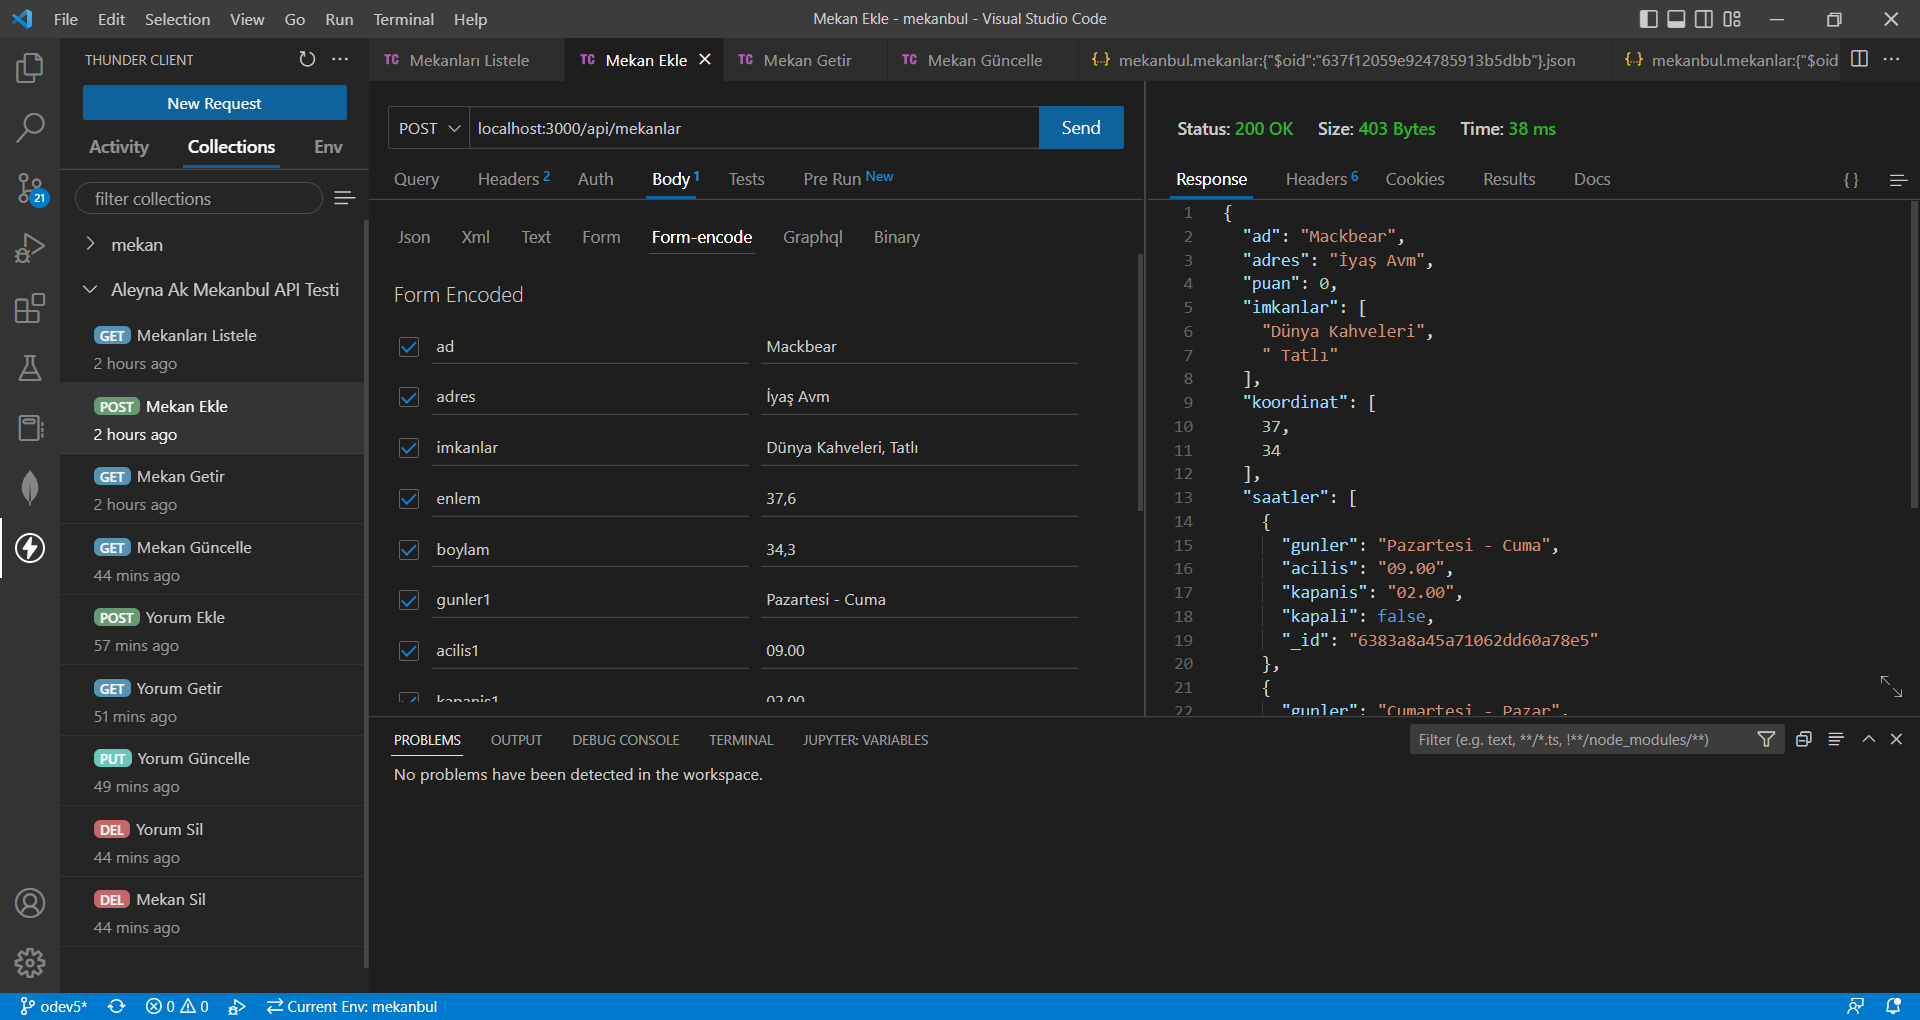 File Edit Selection View Go Run Terminal Help
Mekan Ekle - mekanbul - Visual Studio Code
THUNDER CLIENT
New Request
Activity Collections Env
filter collections
mekan
Aleyna Ak Mekanbul API Testi
GET Mekanları Listele
2 hours ago
POST Mekan Ekle
2 hours ago
GET Mekan Getir
2 hours ago
GET Mekan Güncelle
44 mins ago
POST Yorum Ekle
57 mins ago
GET Yorum Getir
51 mins ago
PUT Yorum Güncelle
49 mins ago
DEL Yorum Sil
44 mins ago
DEL Mekan Sil
44 mins ago
21
TC Mekanları Listele
TC Mekan Ekle
TC Mekan Getir
TC Mekan Güncelle
{..} mekanbul.mekanlar:{"$oid":"637f12059e924785913b5dbb"}.json
{..} mekanbul.mekanlar:{"$oid
POST localhost:3000/api/mekanlar Send
Query Headers 2 Auth Body 1 Tests Pre Run New
Json Xml Text Form Form-encode Graphql Binary
Form Encoded
ad Mackbear
adres İyaş Avm
imkanlar Dünya Kahveleri, Tatlı
enlem 37,6
boylam 34,3
gunler1 Pazartesi - Cuma
acilis1 09.00
kapanis1 02.00
Status: 200 OK Size: 403 Bytes Time: 38 ms
Response Headers 6 Cookies Results Docs { }
1 {
2 "ad": "Mackbear",
3 "adres": "İyaş Avm",
4 "puan": 0,
5 "imkanlar": [
6 "Dünya Kahveleri",
7 " Tatlı"
8 ],
9 "koordinat": [
10 37,
11 34
12 ],
13 "saatler": [
14 {
15 "gunler": "Pazartesi - Cuma",
16 "acilis": "09.00",
17 "kapanis": "02.00",
18 "kapali": false,
19 "_id": "6383a8a45a71062dd60a78e5"
20 },
21 {
22 "gunler": "Cumartesi - Pazar",
PROBLEMS OUTPUT DEBUG CONSOLE TERMINAL JUPYTER: VARIABLES
Filter (e.g. text, **/*.ts, !**/node_modules/**)
No problems have been detected in the workspace.
odev5* 0 0 Current Env: mekanbul